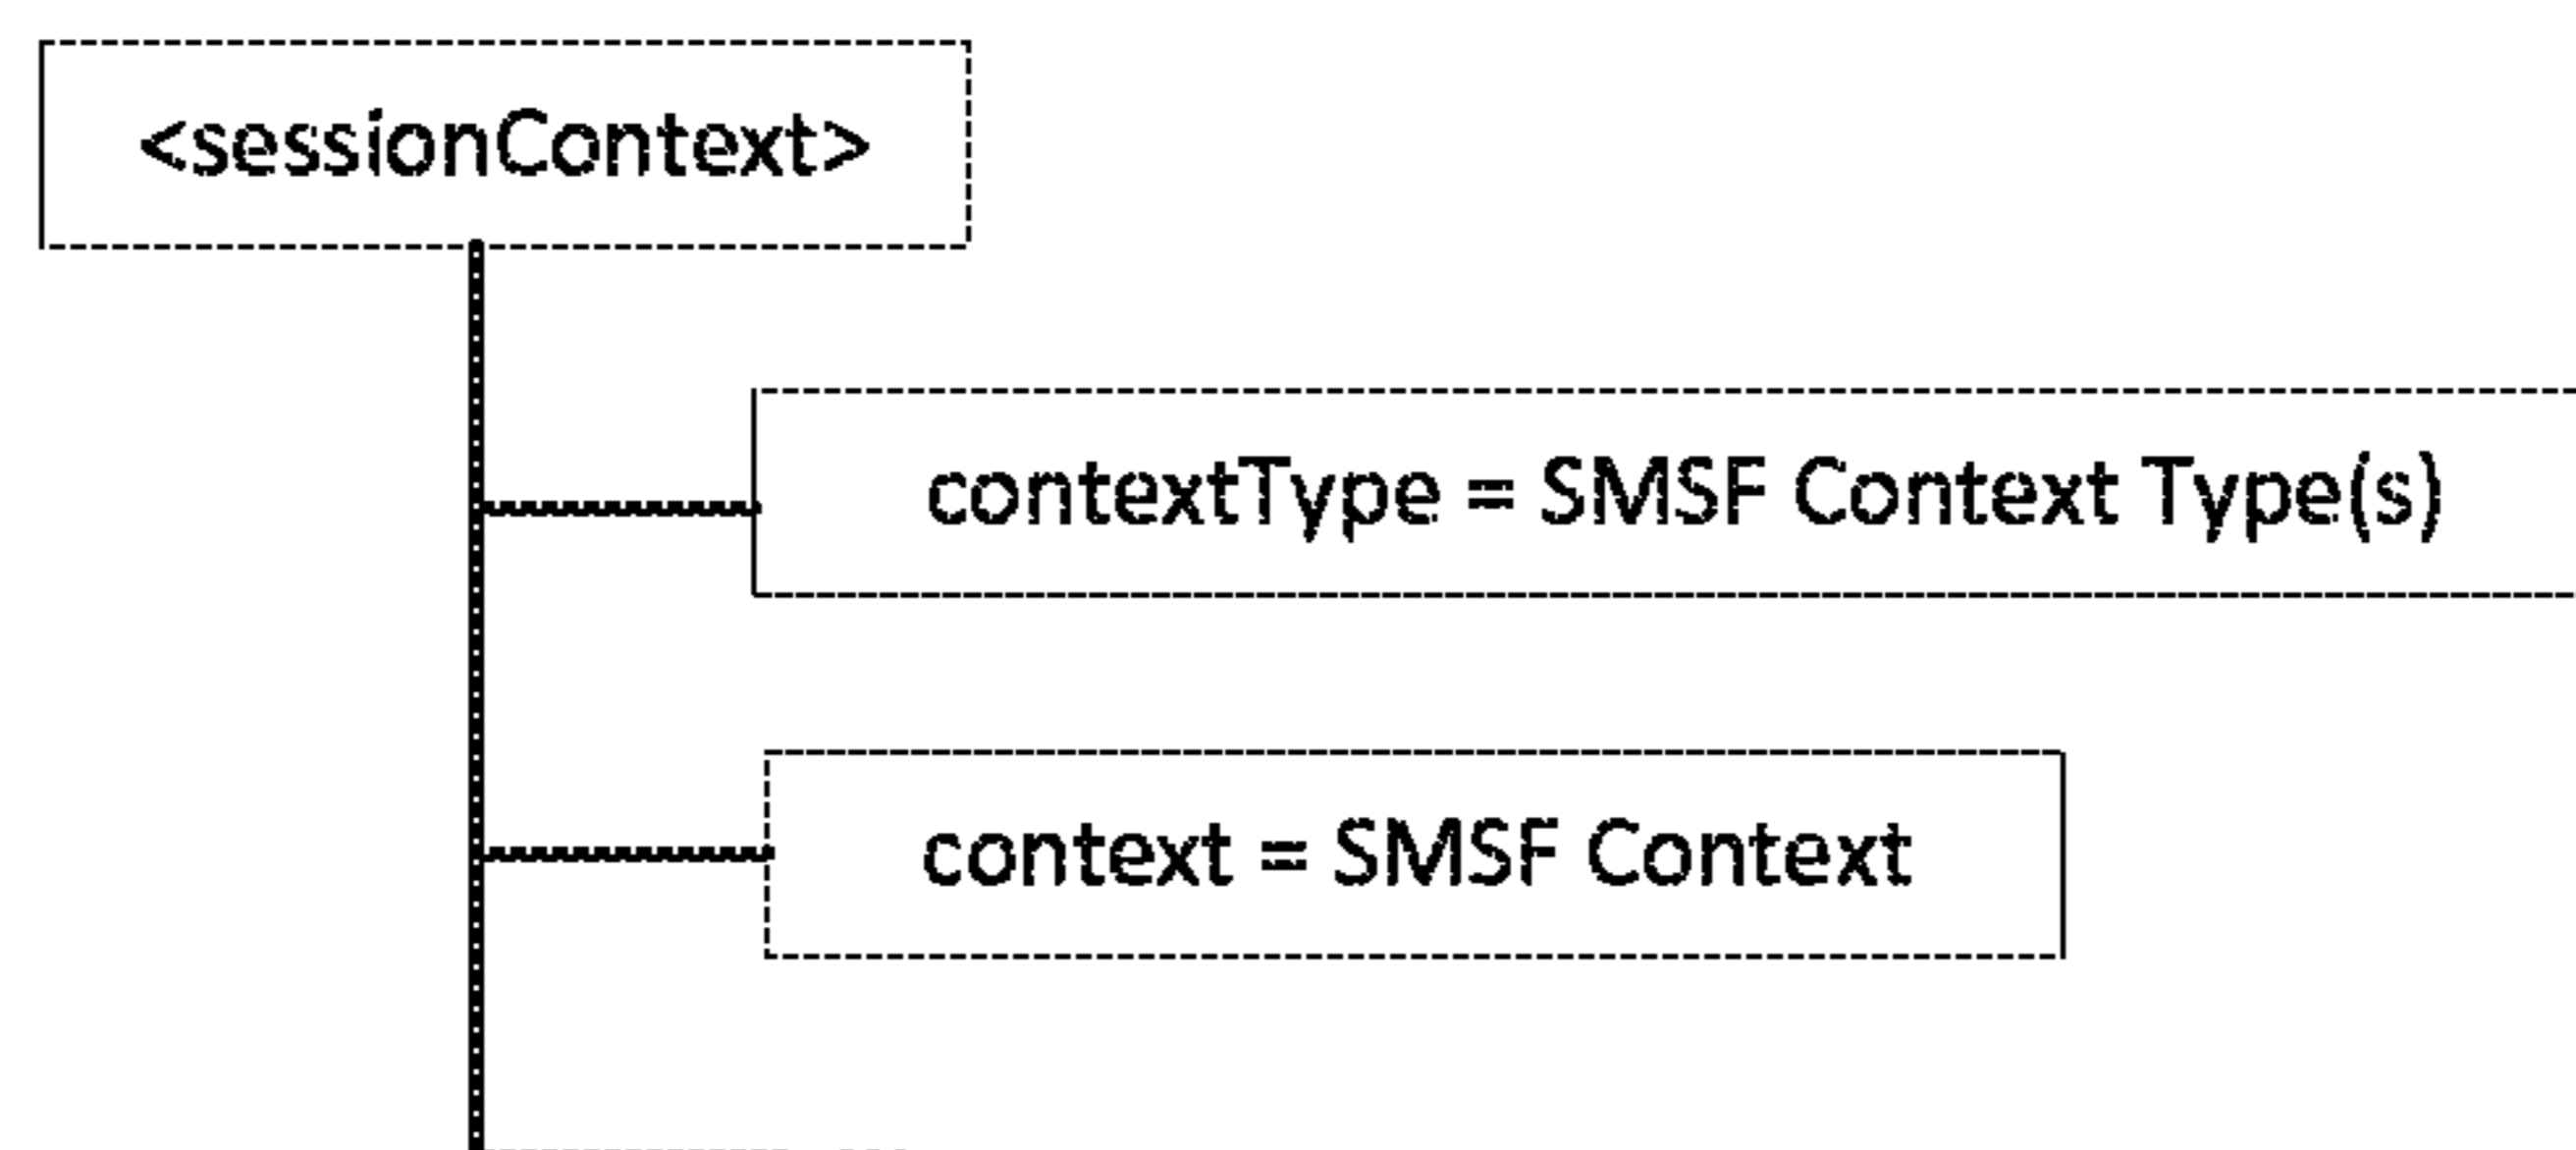 <sessionContext>
contextType = SMSF Context Type(s)
context = SMSF Context